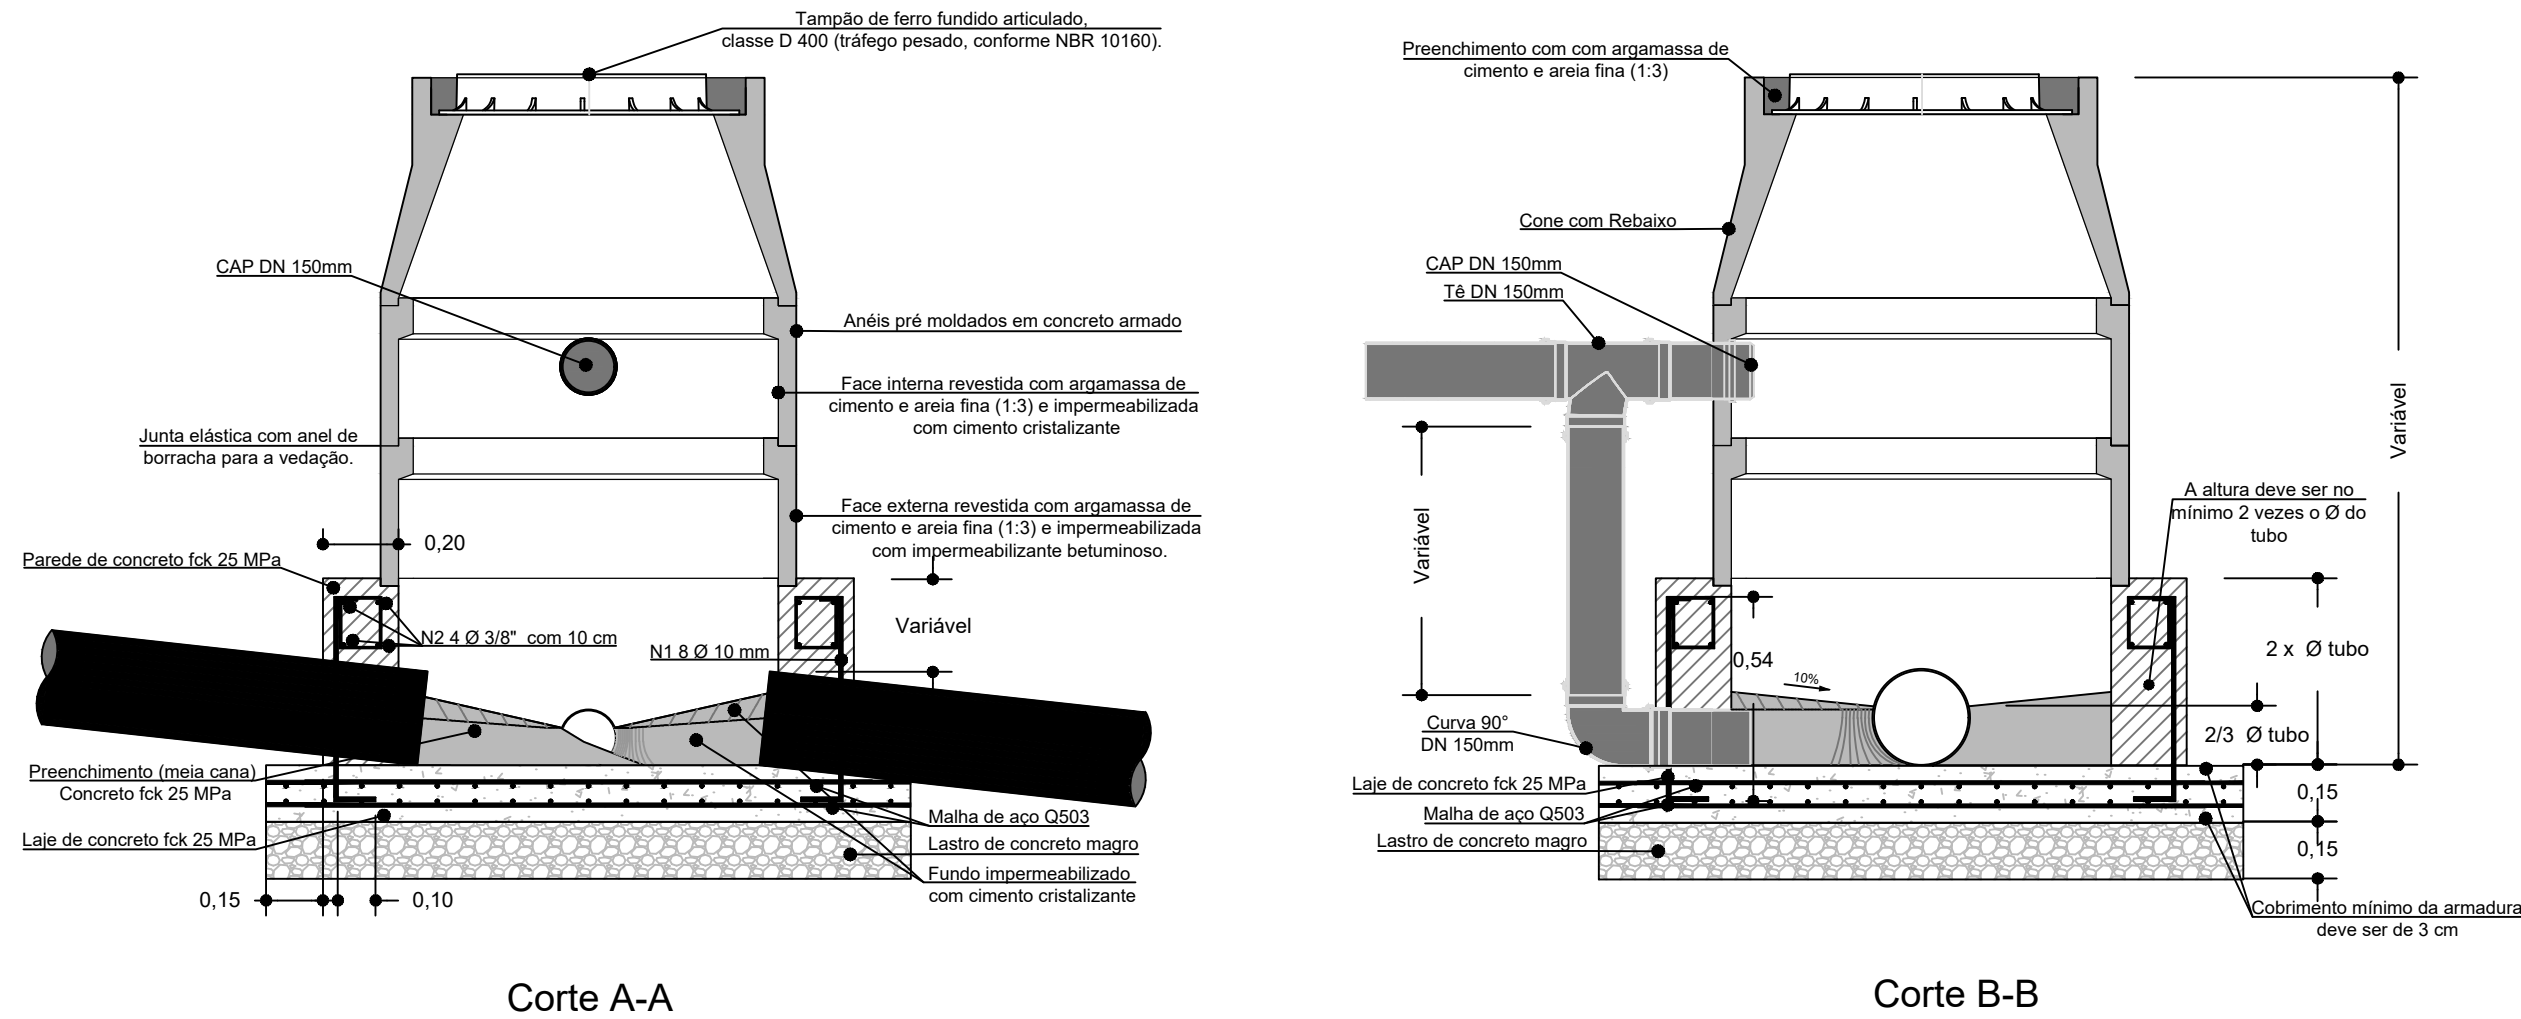 Tampão de ferro fundido articulado,
classe D 400 (tráfego pesado, conforme NBR 10160).
CAP DN 150mm
Anéis pré moldados em concreto armado
Face interna revestida com argamassa de
cimento e areia fina (1:3) e impermeabilizada
com cimento cristalizante
Junta elástica com anel de
borracha para a vedação.
Face externa revestida com argamassa de
cimento e areia fina (1:3) e impermeabilizada
com impermeabilizante betuminoso.
0,20
Parede de concreto fck 25 MPa
Variável
N2 4 Ø 3/8" com 10 cm
N1 8 Ø 10 mm
Preenchimento (meia cana)
Concreto fck 25 MPa
Laje de concreto fck 25 MPa
Malha de aço Q503
Lastro de concreto magro
Fundo impermeabilizado
com cimento cristalizante
0,15
0,10
Corte A-A
Preenchimento com com argamassa de
cimento e areia fina (1:3)
Cone com Rebaixo
CAP DN 150mm
Tê DN 150mm
Variável
Variável
A altura deve ser no
mínimo 2 vezes o Ø do
tubo
0,54
10%
2 x Ø tubo
2/3 Ø tubo
Curva 90°
DN 150mm
Laje de concreto fck 25 MPa
Malha de aço Q503
Lastro de concreto magro
0,15
0,15
Cobrimento mínimo da armadura
deve ser de 3 cm
Corte B-B